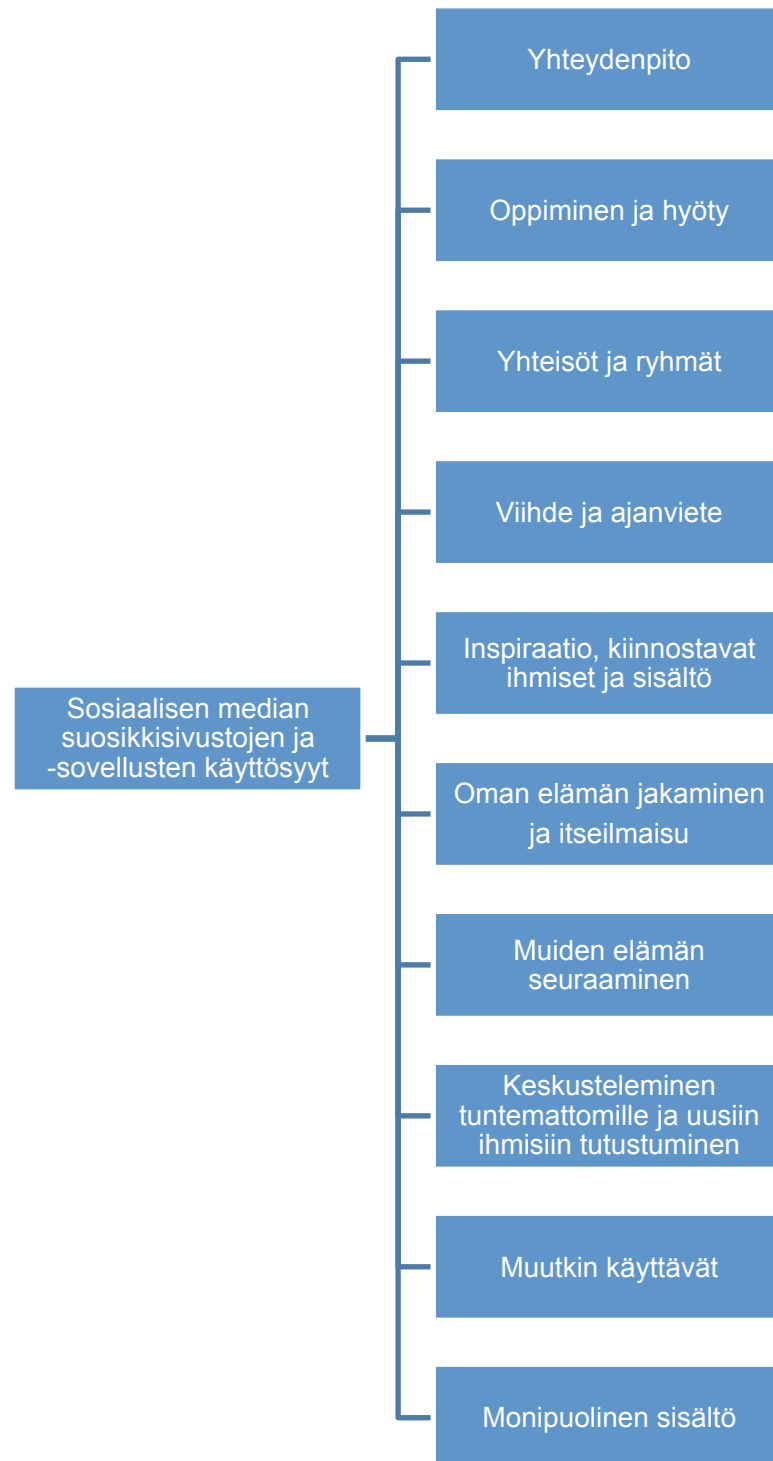 Yhteydenpito
Oppiminen ja hyöty
Yhteisöt ja ryhmät
Viihde ja ajanviete
Inspiraatio, kiinnostavat
ihmiset ja sisältö
Sosiaalisen median
suosikkisivustojen ja
-sovellusten käyttösyyt
Oman elämän jakaminen
ja itseilmaisu
Muiden elämän
seuraaminen
Keskusteleminen
tuntemattomille ja uusiin
ihmisiin tutustuminen
Muutkin käyttävät
Monipuolinen sisältö